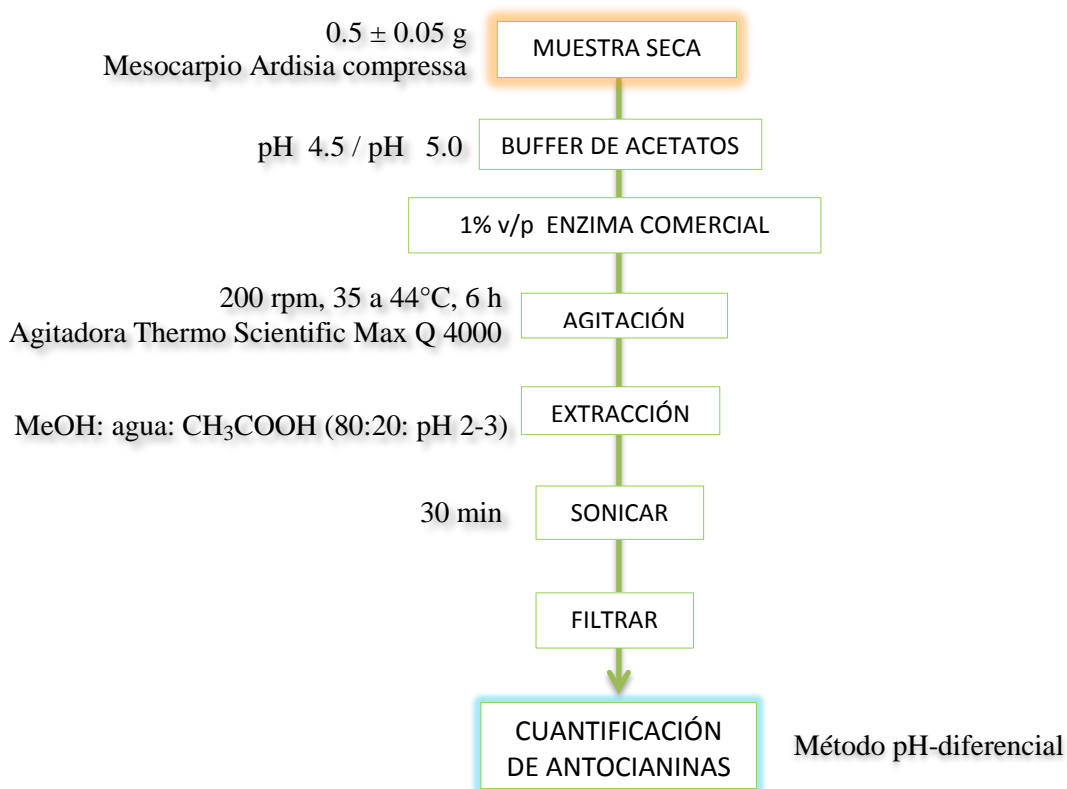 0.5 ± 0.05 g
Mesocarpio Ardisia compressa
MUESTRA SECA
pH 4.5 / pH 5.0
BUFFER DE ACETATOS
1% v/p ENZIMA COMERCIAL
200 rpm, 35 a 44°C, 6 h
Agitadora Thermo Scientific Max Q 4000
AGITACIÓN
MeOH: agua: CH₃COOH (80:20: pH 2-3)
EXTRACCIÓN
30 min
SONICAR
FILTRAR
CUANTIFICACIÓN
DE ANTOCIANINAS
Método pH-diferencial